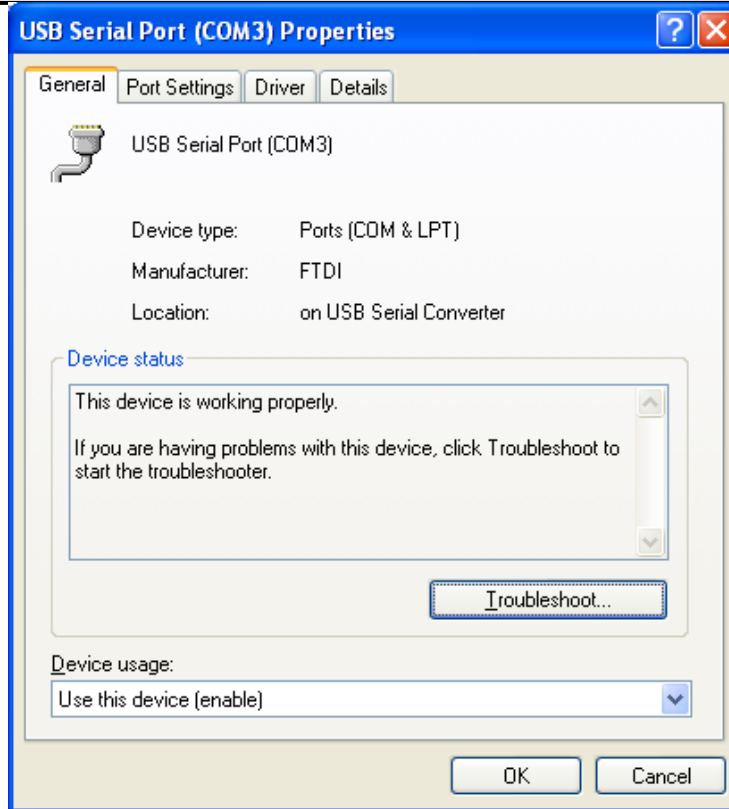 USB Serial Port (COM3) Properties
?
General Port Settings Driver Details
USB Serial Port (COM3)
Device type: Ports (COM & LPT)
Manufacturer: FTDI
Location: on USB Serial Converter
Device status
This device is working properly.
If you are having problems with this device, click Troubleshoot to
start the troubleshooter.
Troubleshoot...
Device usage:
Use this device (enable)
OK Cancel